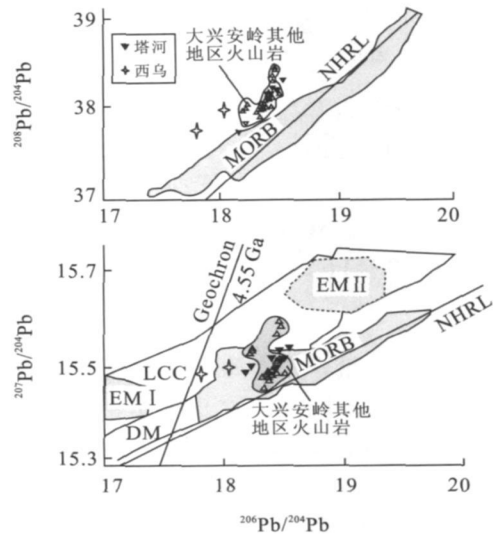 39
38
37
²⁰⁸Pb/²⁰⁴Pb
▼ 塔河
西乌
大兴安岭其他
地区火山岩
NHRL
MORB
17
18
19
20
15.7
15.5
15.3
²⁰⁷Pb/²⁰⁴Pb
Geochron
4.55 Ga
EMⅡ
NHRL
LCC
MORB
EMⅠ
DM
大兴安岭其他
地区火山岩
17
18
19
20
²⁰⁶Pb/²⁰⁴Pb